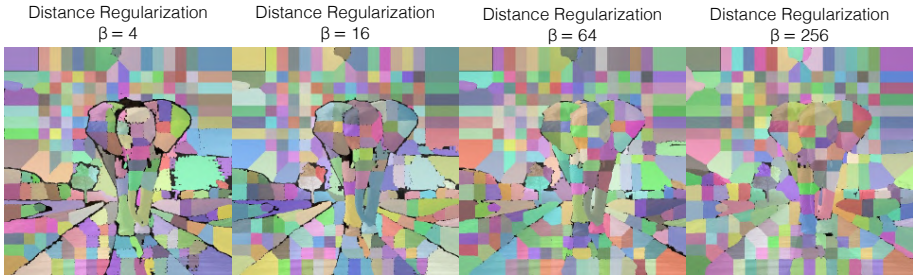 Distance Regularization
β = 4
Distance Regularization
β = 16
Distance Regularization
β = 64
Distance Regularization
β = 256